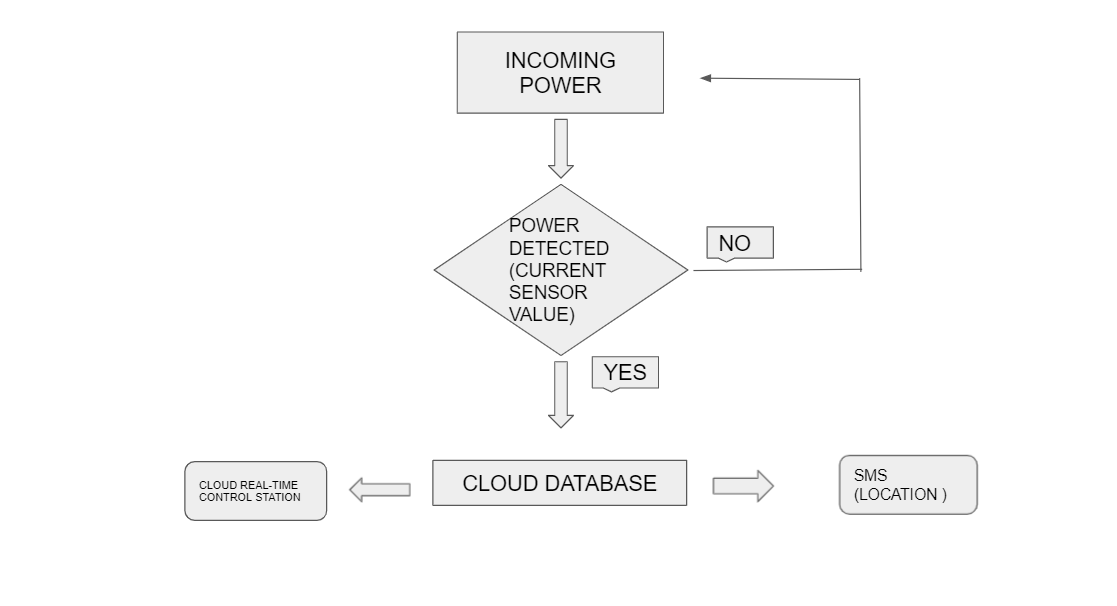 INCOMING
POWER
POWER
DETECTED
(CURRENT
SENSOR
VALUE)
NO
YES
CLOUD DATABASE
CLOUD REAL-TIME
CONTROL STATION
SMS
(LOCATION )